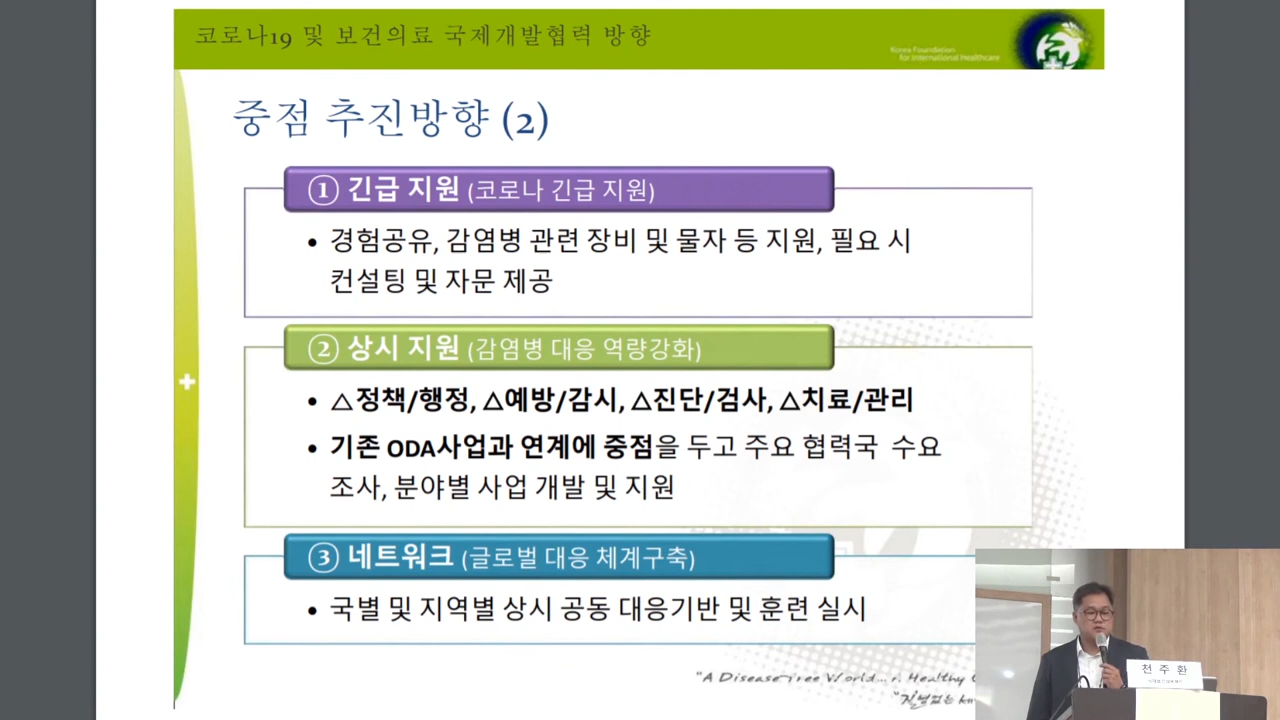 코로나19 및 보건의료 국제개발협력 방향
Korea Foundation
for International Healthcare
중점 추진방향 (2)
① 긴급 지원 (코로나 긴급 지원)
• 경험공유, 감염병 관련 장비 및 물자 등 지원, 필요 시
컨설팅 및 자문 제공
② 상시 지원 (감염병 대응 역량강화)
• △정책/행정, △예방/감시, △진단/검사, △치료/관리
• 기존 ODA사업과 연계에 중점을 두고 주요 협력국 수요
조사, 분야별 사업 개발 및 지원
③ 네트워크 (글로벌 대응 체계구축)
• 국별 및 지역별 상시 공동 대응기반 및 훈련 실시
"A Disease Free World... Healthy
"질병없는 세
천 주 환